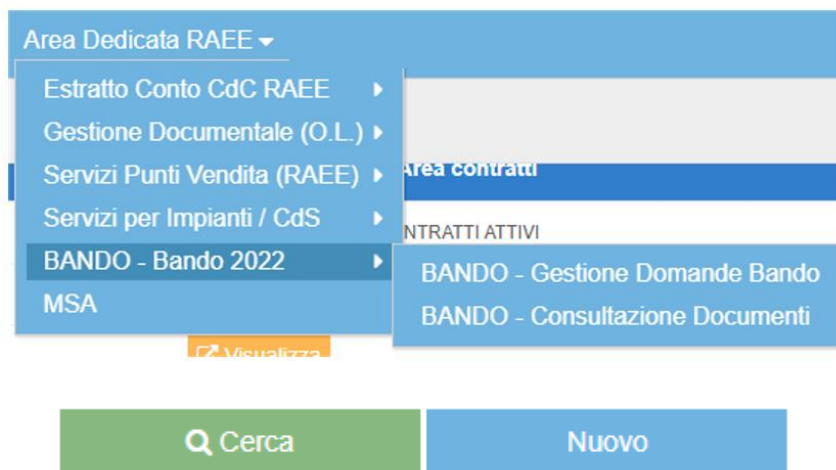 Area Dedicata RAEE
Estratto Conto CdC RAEE
Gestione Documentale (O.L.)
Servizi Punti Vendita (RAEE)
Area contratti
Servizi per Impianti / CdS
NTRATTI ATTIVI
BANDO - Bando 2022
BANDO - Gestione Domande Bando
MSA
BANDO - Consultazione Documenti
Visualizza
Cerca
Nuovo